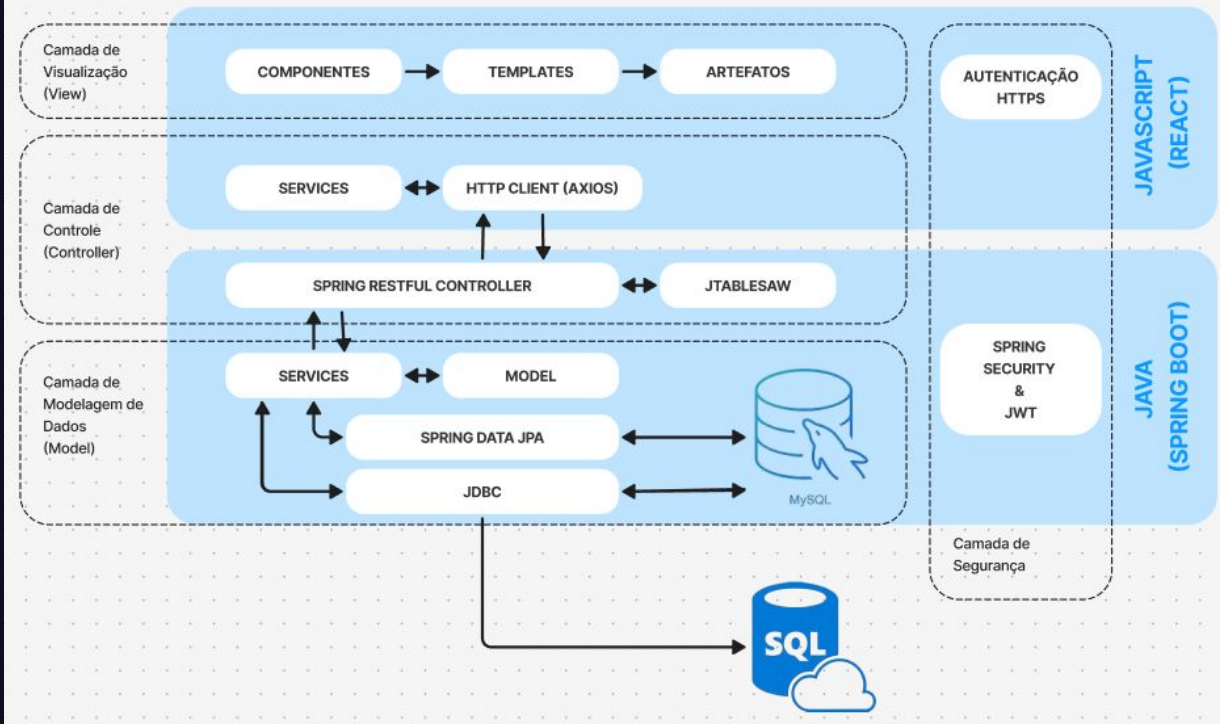 Camada de
Visualização
(View)
COMPONENTES
TEMPLATES
ARTEFATOS
AUTENTICAÇÃO
HTTPS
JAVASCRIPT
(REACT)
Camada de
Controle
(Controller)
SERVICES
HTTP CLIENT (AXIOS)
SPRING RESTFUL CONTROLLER
JTABLESAW
Camada de
Modelagem de
Dados
(Model)
SERVICES
MODEL
SPRING DATA JPA
JDBC
MySQL
SPRING
SECURITY
&
JWT
JAVA
(SPRING BOOT)
Camada de
Segurança
SQL